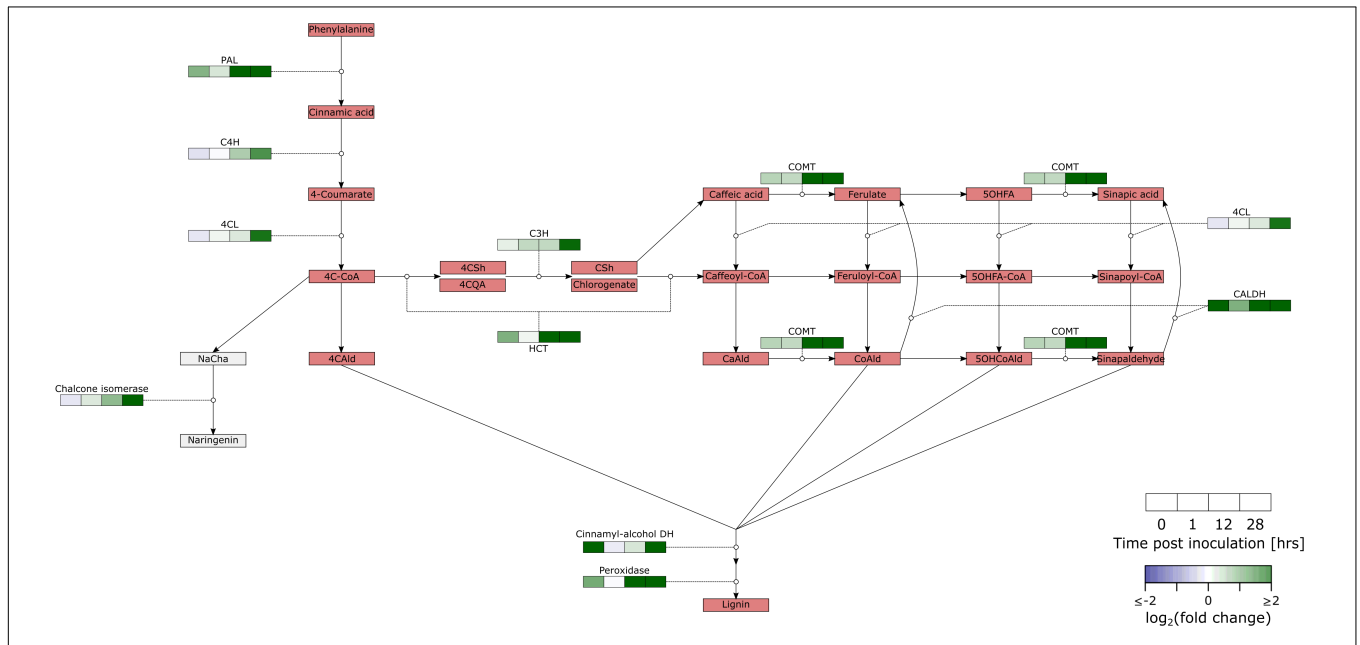 Phenylalanine
PAL
Cinnamic acid
C4H
4-Coumarate
4CL
4C-CoA
C3H
4CSh
4CQA
CSh
Chlorogenate
HCT
COMT
COMT
Caffeic acid
Ferulate
5OHFA
Sinapic acid
4CL
Caffeoyl-CoA
Feruloyl-CoA
5OHFA-CoA
Sinapoyl-CoA
CALDH
COMT
COMT
CaAld
CoAld
5OHCoAld
Sinapaldehyde
NaCha
4CAld
Chalcone isomerase
Naringenin
Cinnamyl-alcohol DH
Peroxidase
Lignin
0 1 12 28
Time post inoculation [hrs]
≤-2 0 ≥2
log₂(fold change)